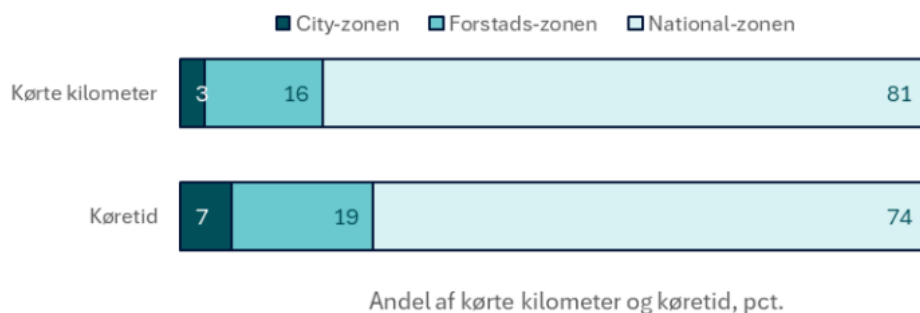 City-zonen Forstads-zonen National-zonen
Kørte kilometer 3 16 81
Køretid 7 19 74
Andel af kørte kilometer og køretid, pct.